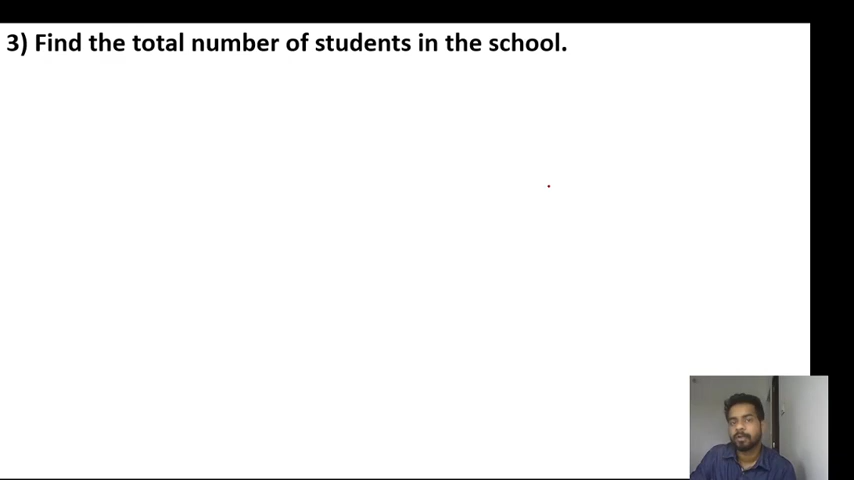 3) Find the total number of students in the school.